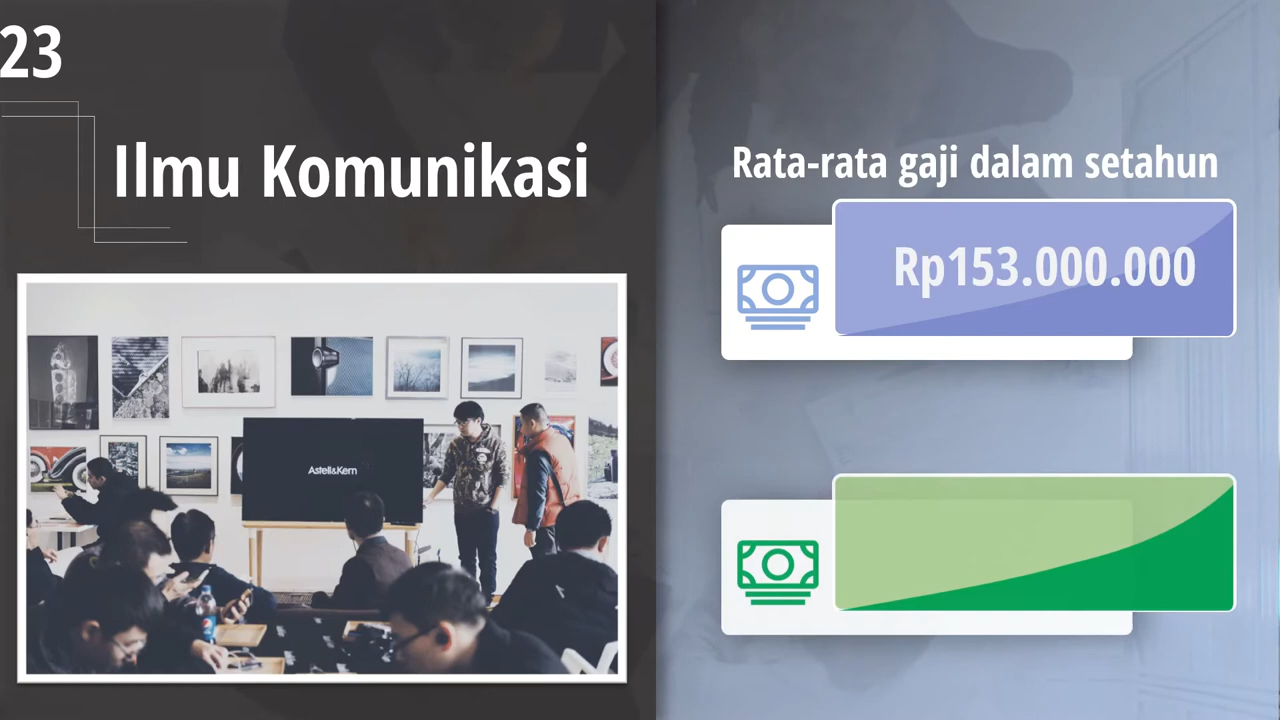 23
Ilmu Komunikasi
Astell&Kern
Rata-rata gaji dalam setahun
Rp153.000.000